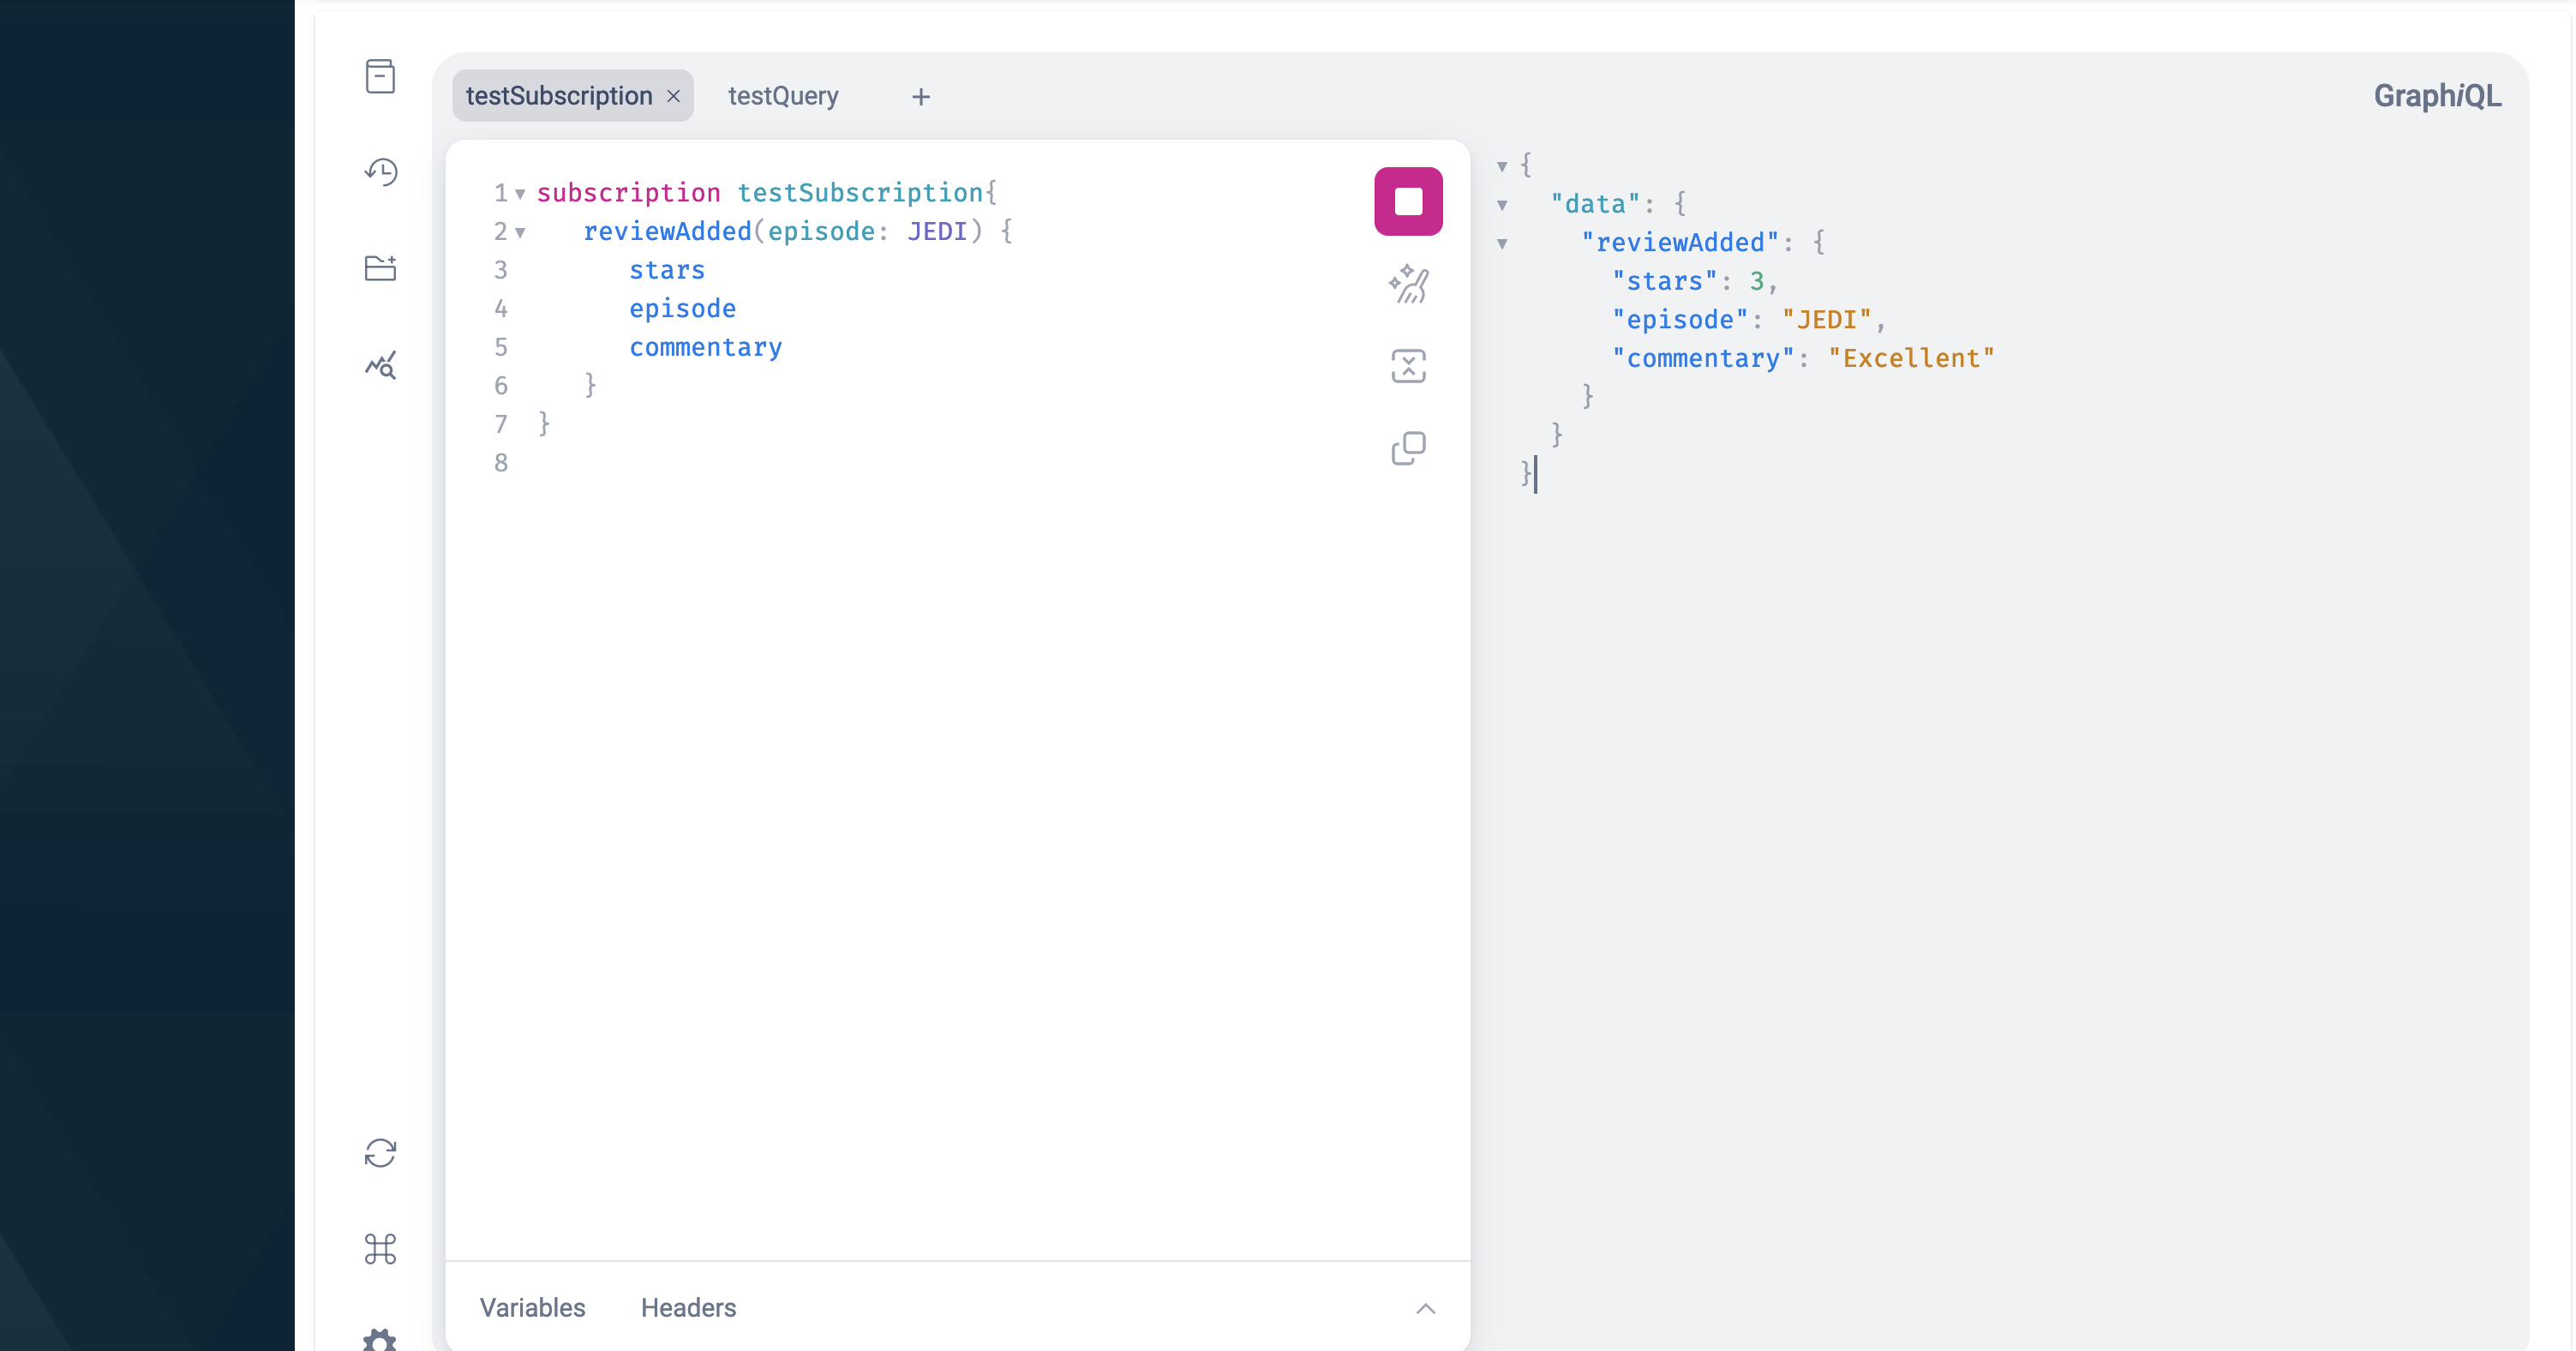 testSubscription
testQuery
GraphiQL
1 subscription testSubscription{
2 reviewAdded(episode: JEDI) {
3 stars
4 episode
5 commentary
6 }
7 }
8
{
"data": {
"reviewAdded": {
"stars": 3,
"episode": "JEDI",
"commentary": "Excellent"
}
}
}
Variables Headers